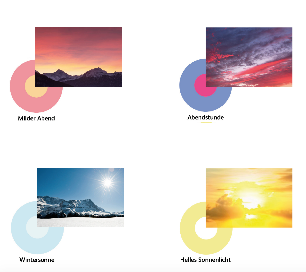 Milder Abend
Abendstunde
Wintersonne
Helles Sonnenlicht